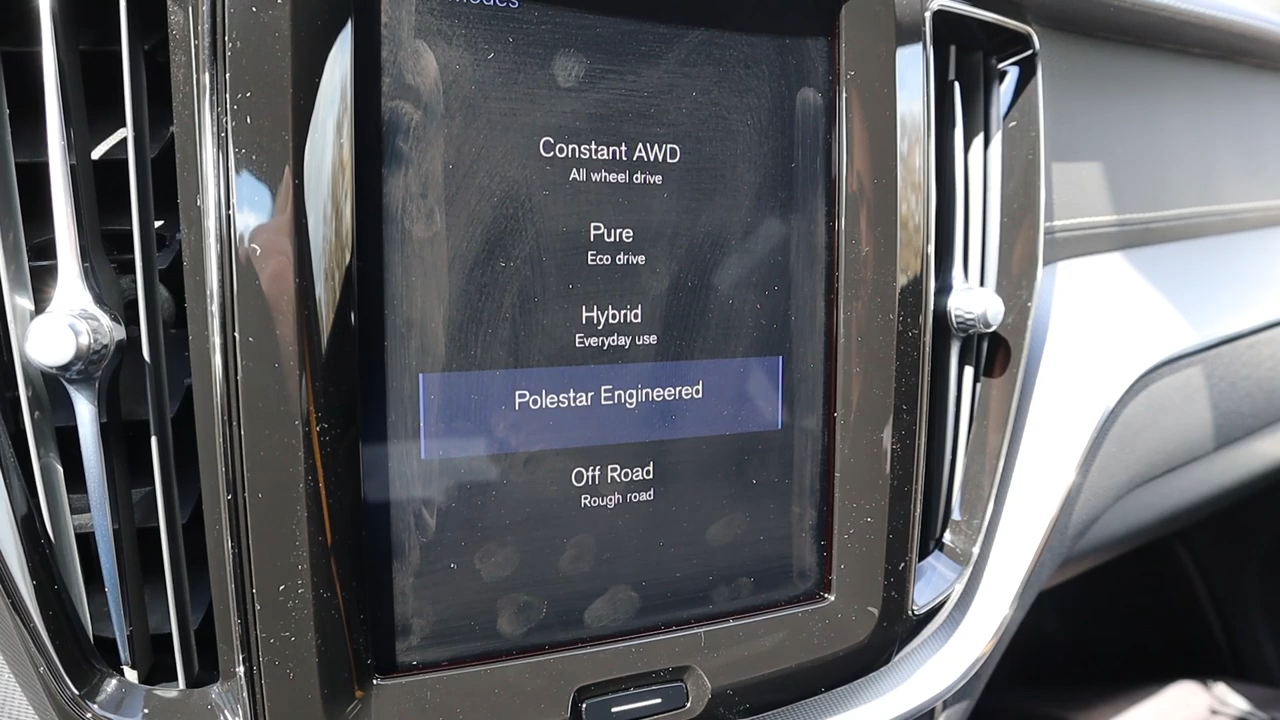 Constant AWD
All wheel drive
Pure
Eco drive
Hybrid
Everyday use
Polestar Engineered
Off Road
Rough road